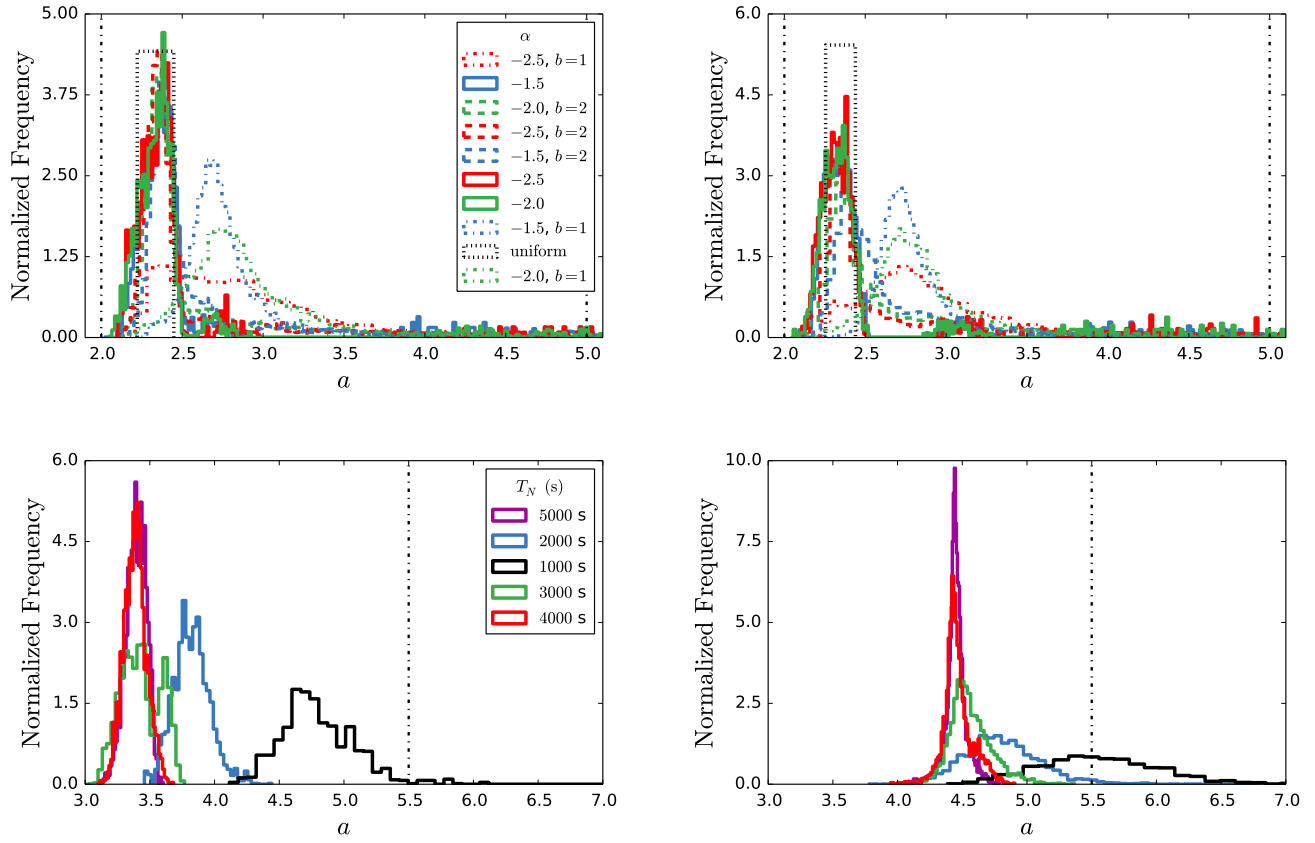 5.00
3.75
2.50
1.25
0.00
Normalized Frequency
2.0 2.5 3.0 3.5 4.0 4.5 5.0
a
α
−2.5, b=1
−1.5
−2.0, b=2
−2.5, b=2
−1.5, b=2
−2.5
−2.0
−1.5, b=1
uniform
−2.0, b=1
6.0
4.5
3.0
1.5
0.0
Normalized Frequency
2.0 2.5 3.0 3.5 4.0 4.5 5.0
a
6.0
4.5
3.0
1.5
0.0
Normalized Frequency
3.0 3.5 4.0 4.5 5.0 5.5 6.0 6.5 7.0
a
T_N (s)
5000 s
2000 s
1000 s
3000 s
4000 s
10.0
7.5
5.0
2.5
0.0
Normalized Frequency
3.0 3.5 4.0 4.5 5.0 5.5 6.0 6.5 7.0
a